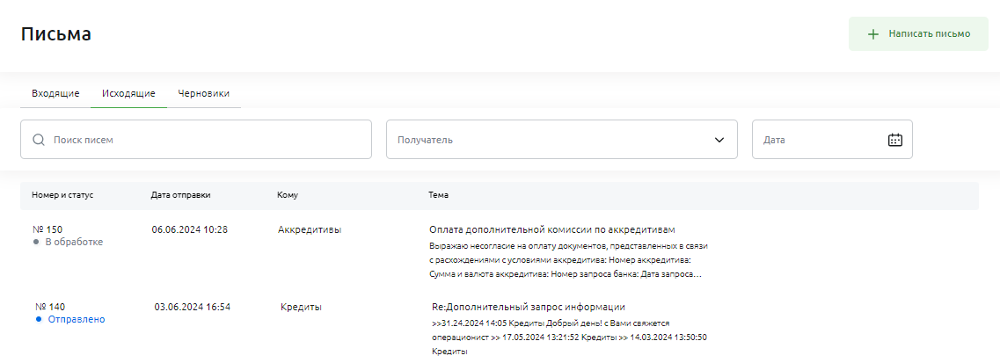 Письма
Написать письмо
Входящие Исходящие Черновики
Поиск писем Получатель Дата
Номер и статус Дата отправки Кому Тема
№ 150 06.06.2024 10:28 Аккредитивы Оплата дополнительной комиссии по аккредитивам
В обработке
Выражаю несогласие на оплату документов, представленных в связи
с расхождениями с условиями аккредитива: Номер аккредитива:
Сумма и валюта аккредитива: Номер запроса банка: Дата запроса...
№ 140 03.06.2024 16:54 Кредиты Re:Дополнительный запрос информации
Отправлено
>>31.24.2024 14:05 Кредиты Добрый день! с Вами свяжется
операционист >> 17.05.2024 13:21:52 Кредиты >> 14.03.2024 13:50:50
Кредиты